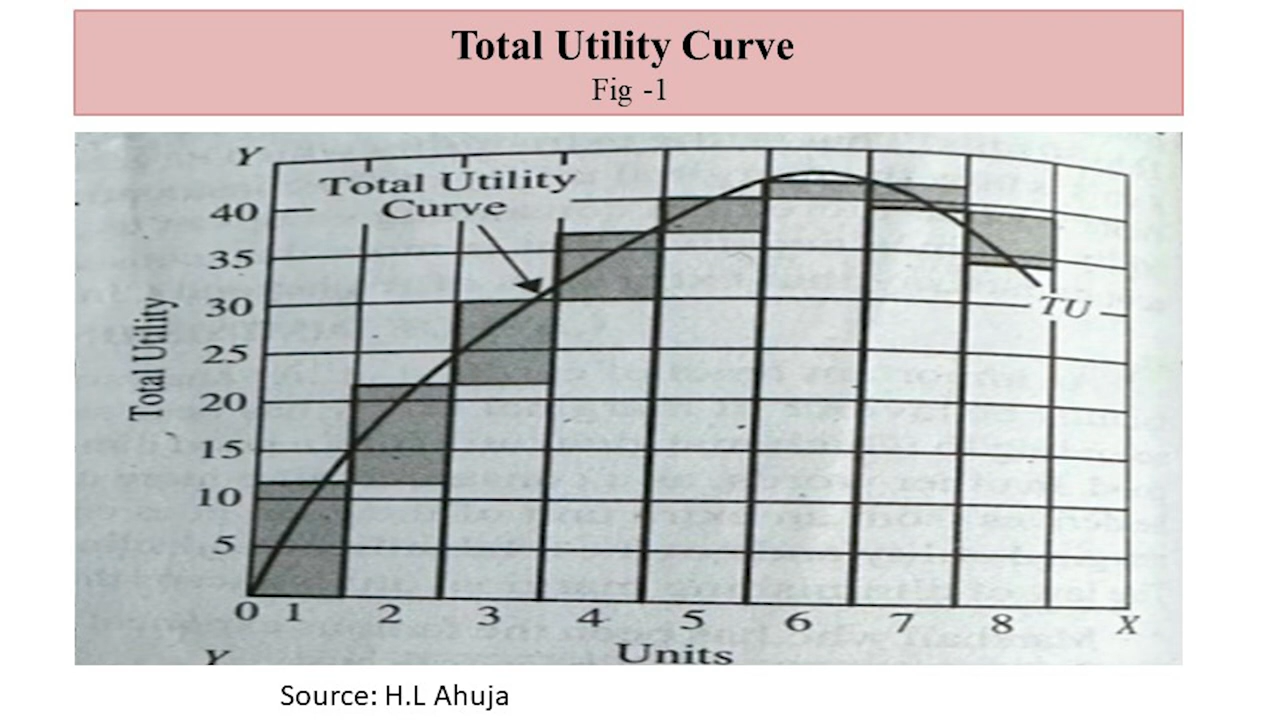 Total Utility Curve
Fig -1
Y
Total Utility
Curve
40
35
30
25
20
15
10
5
Total Utility
TU
0 1 2 3 4 5 6 7 8 X
Y
Units
Source: H.L Ahuja